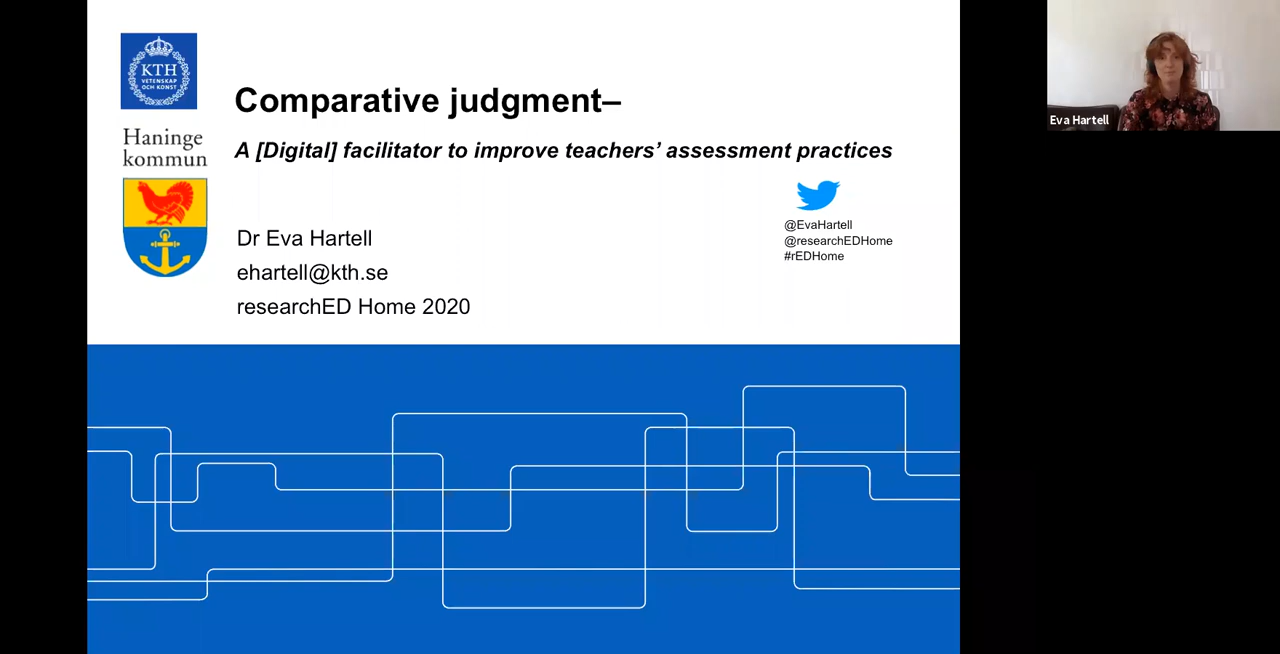 KTH
VETENSKAP
OCH KONST
Comparative judgment–
Haninge
kommun
A [Digital] facilitator to improve teachers’ assessment practices
@EvaHartell
@researchEDHome
#rEDHome
Dr Eva Hartell
ehartell@kth.se
researchED Home 2020
Eva Hartell